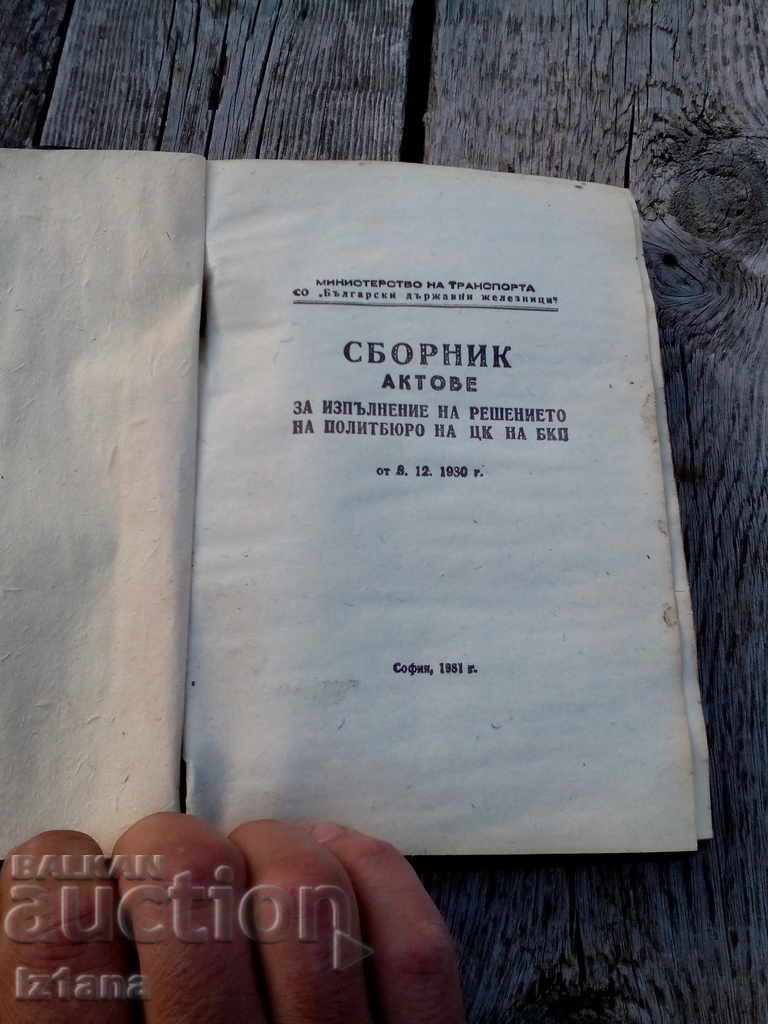 МИНИСТЕРСТВО НА ТРАНСПОРТА
СО „Български държавни железници"
СБОРНИК
АКТОВЕ
ЗА ИЗПЪЛНЕНИЕ НА РЕШЕНИЕТО
НА ПОЛИТБЮРО НА ЦК НА БКП
от 8. 12. 1980 г.
София, 1981 г.
BALKAN
auction
Iz1ana